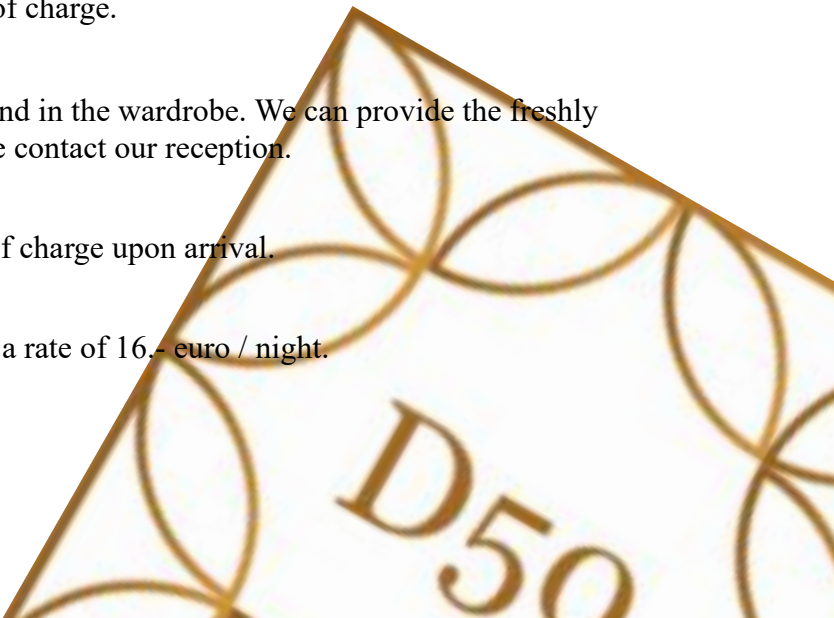 of charge.
nd in the wardrobe. We can provide the freshly
e contact our reception.
f charge upon arrival.
a rate of 16.- euro / night.
D50